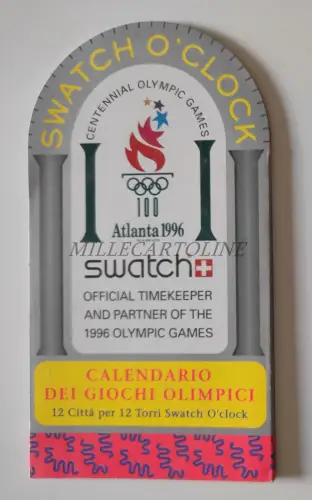 SWATCH O'CLOCK
CENTENNIAL OLYMPIC GAMES
100
Atlanta 1996
MILLECARTOLINE
swatch
OFFICIAL TIMEKEEPER
AND PARTNER OF THE
1996 OLYMPIC GAMES
CALENDARIO
DEI GIOCHI OLIMPICI
12 Città per 12 Torri Swatch O'clock